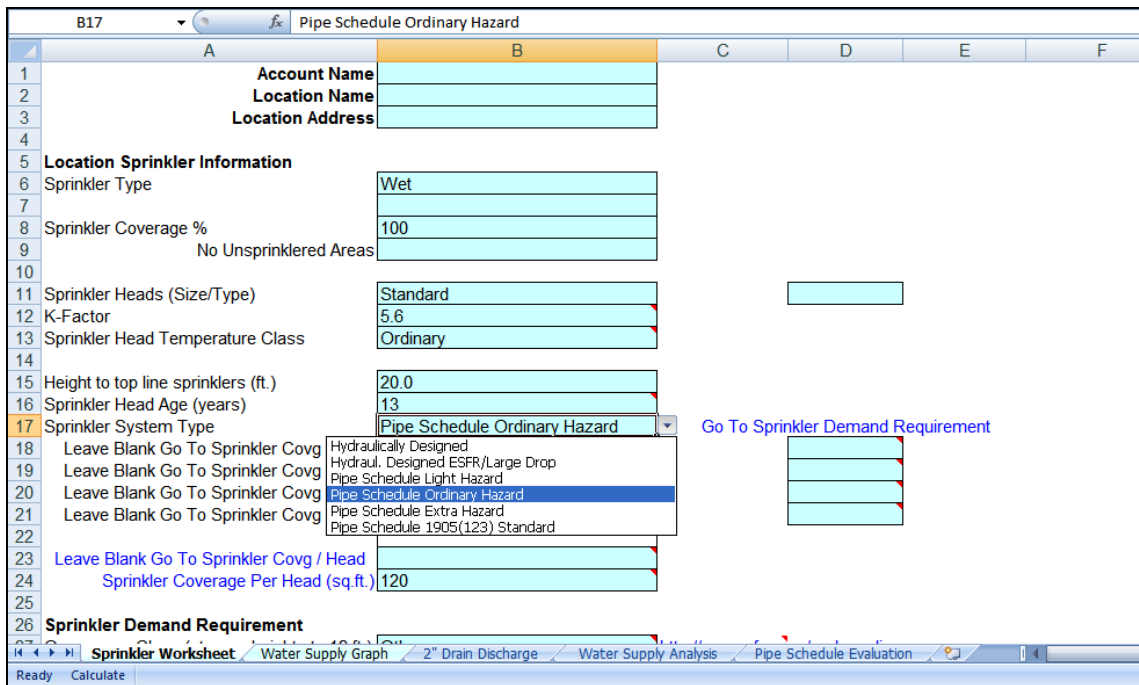 B17 fx Pipe Schedule Ordinary Hazard
A B C D E F
1 Account Name
2 Location Name
3 Location Address
4
5 Location Sprinkler Information
6 Sprinkler Type Wet
7
8 Sprinkler Coverage % 100
9 No Unsprinklered Areas
10
11 Sprinkler Heads (Size/Type) Standard
12 K-Factor 5.6
13 Sprinkler Head Temperature Class Ordinary
14
15 Height to top line sprinklers (ft.) 20.0
16 Sprinkler Head Age (years) 13
17 Sprinkler System Type Pipe Schedule Ordinary Hazard Go To Sprinkler Demand Requirement
18 Leave Blank Go To Sprinkler Covg
19 Leave Blank Go To Sprinkler Covg
20 Leave Blank Go To Sprinkler Covg
21 Leave Blank Go To Sprinkler Covg
Hydraulically Designed
Hydraul. Designed ESFR/Large Drop
Pipe Schedule Light Hazard
Pipe Schedule Ordinary Hazard
Pipe Schedule Extra Hazard
Pipe Schedule 1905(123) Standard
22
23 Leave Blank Go To Sprinkler Covg / Head
24 Sprinkler Coverage Per Head (sq.ft.) 120
25
26 Sprinkler Demand Requirement
Sprinkler Worksheet Water Supply Graph 2" Drain Discharge Water Supply Analysis Pipe Schedule Evaluation
Ready Calculate